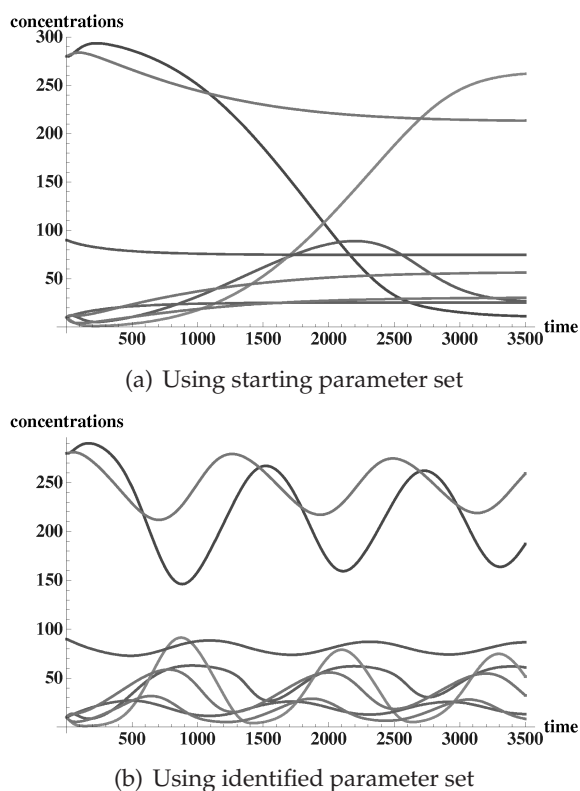 concentrations
300
250
200
150
100
50
500 1000 1500 2000 2500 3000 3500
time
(a) Using starting parameter set
concentrations
250
200
150
100
50
500 1000 1500 2000 2500 3000 3500
time
(b) Using identified parameter set